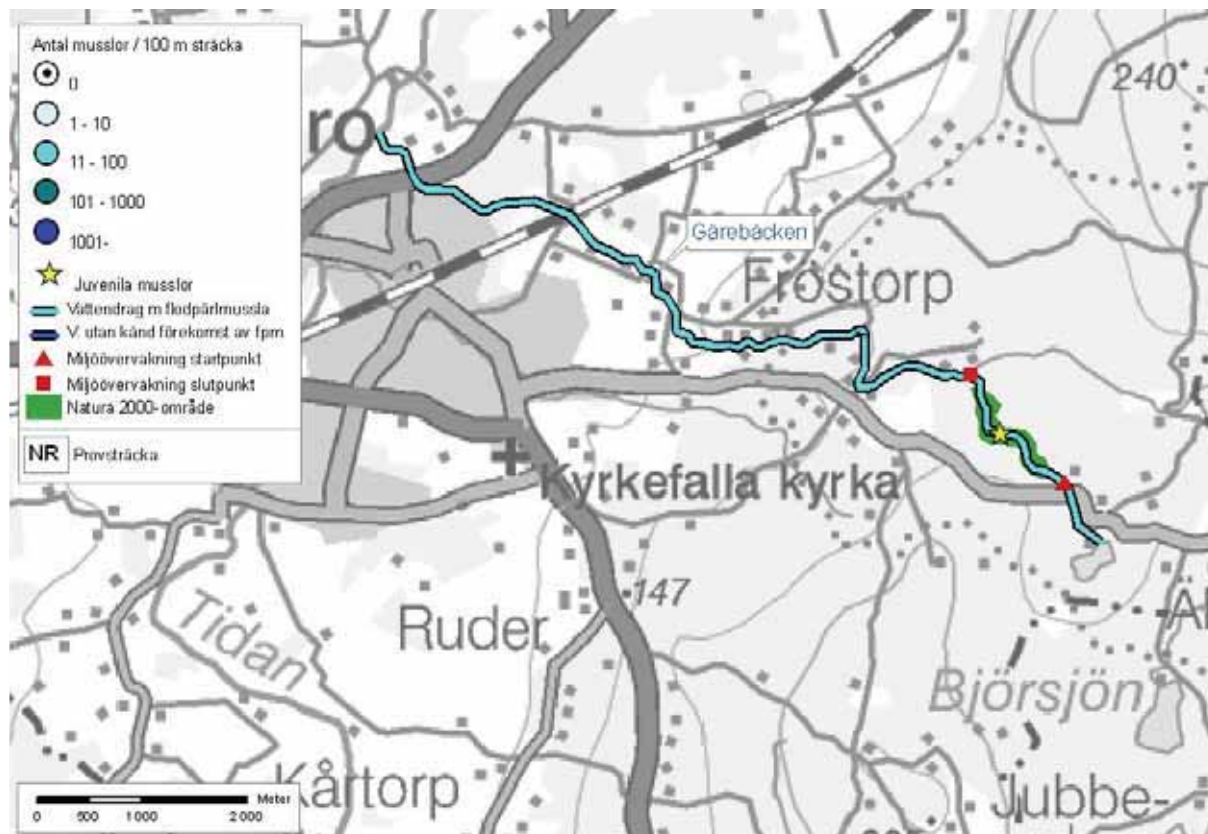 Antal musslor / 100 m sträcka
0
1 - 10
11 - 100
101 - 1000
1001-
Juvenila musslor
Vattendrag m flodpärlmussla
V. utan känd förekomst av fpm
Miljöövervakning startpunkt
Miljöövervakning slutpunkt
Natura 2000-område
NR Provsträcka
240
ro
Gärebäcken
Fröstorp
Kyrkefalla kyrka
147
Tidan
Ruder
Björsjön
Kårtorp
Jubbe-
Meter
0 500 1 000 2 000